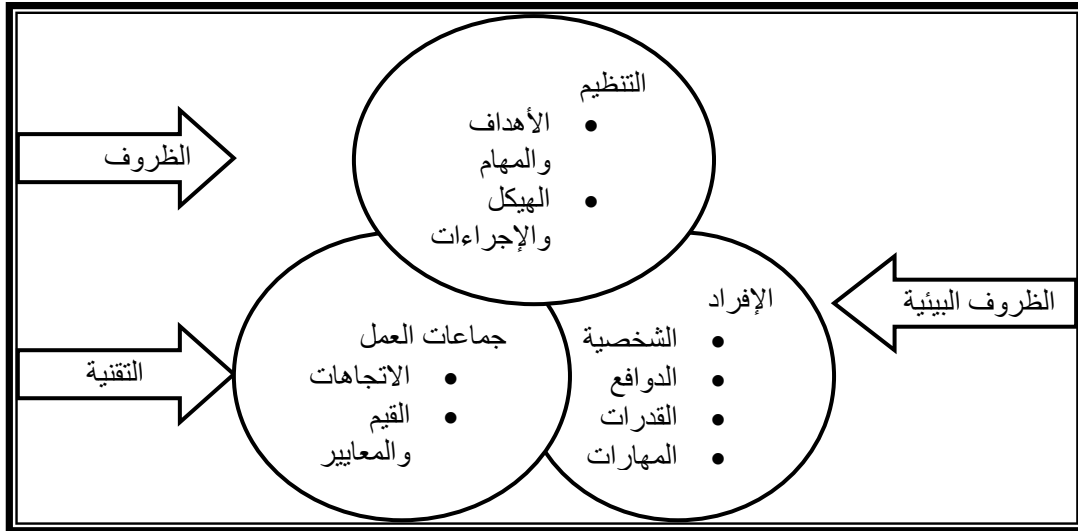 التنظيم
• الأهداف
والمهام
• الهيكل
والإجراءات
الظروف
الظروف البيئية
الإفراد
• الشخصية
• الدوافع
• القدرات
• المهارات
جماعات العمل
• الاتجاهات
• القيم
والمعايير
التقنية